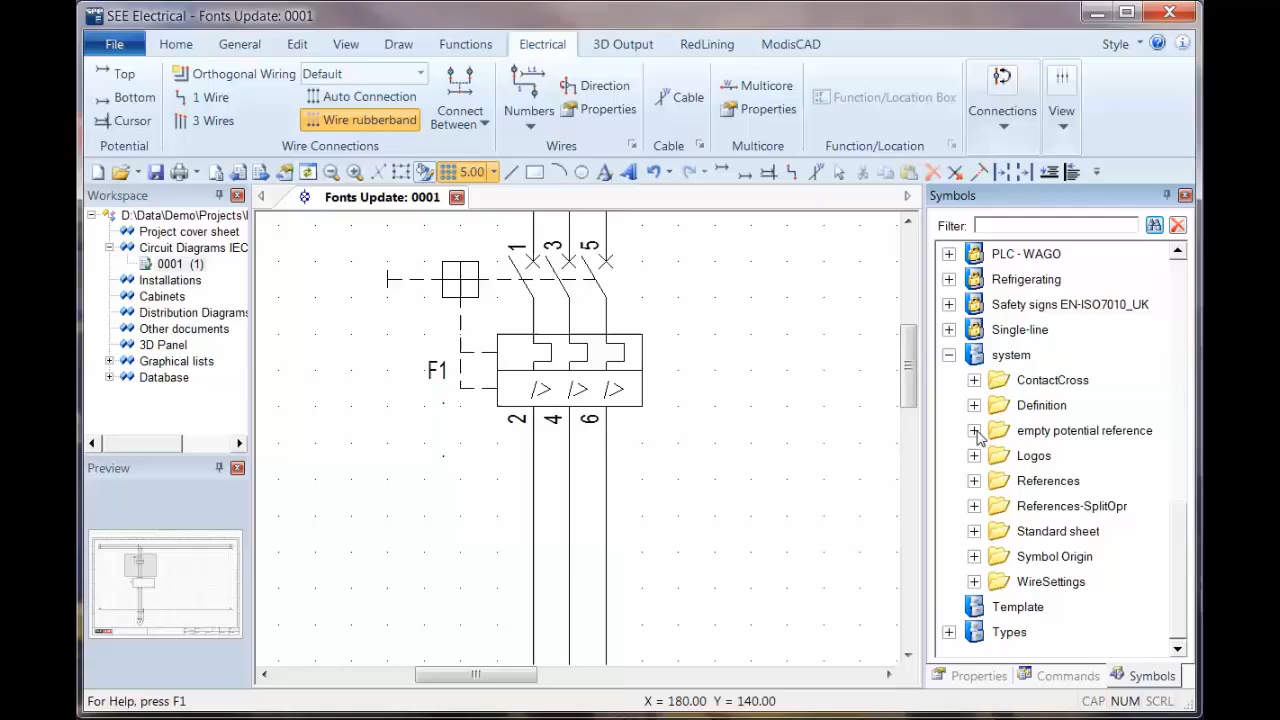 SEE Electrical - Fonts Update: 0001
File Home General Edit View Draw Functions Electrical 3D Output RedLining ModisCAD Style
Top Orthogonal Wiring Default Direction Multicore
Bottom 1 Wire Auto Connection Connect Between Numbers Properties Cable Properties Function/Location Box Connections View
Cursor 3 Wires Wire rubberband
Potential Wire Connections Wires Cable Multicore Function/Location
5.00
Workspace
Fonts Update: 0001
Symbols
D:\Data\Demo\Projects\
Project cover sheet
Circuit Diagrams IEC
0001 (1)
Installations
Cabinets
Distribution Diagrams
Other documents
3D Panel
Graphical lists
Database
Preview
1 3 5
F1
2 4 6
Filter:
PLC - WAGO
Refrigerating
Safety signs EN-ISO7010_UK
Single-line
system
ContactCross
Definition
empty potential reference
Logos
References
References-SplitOpr
Standard sheet
Symbol Origin
WireSettings
Template
Types
Properties Commands Symbols
For Help, press F1
X = 180.00 Y = 140.00
CAP NUM SCRL